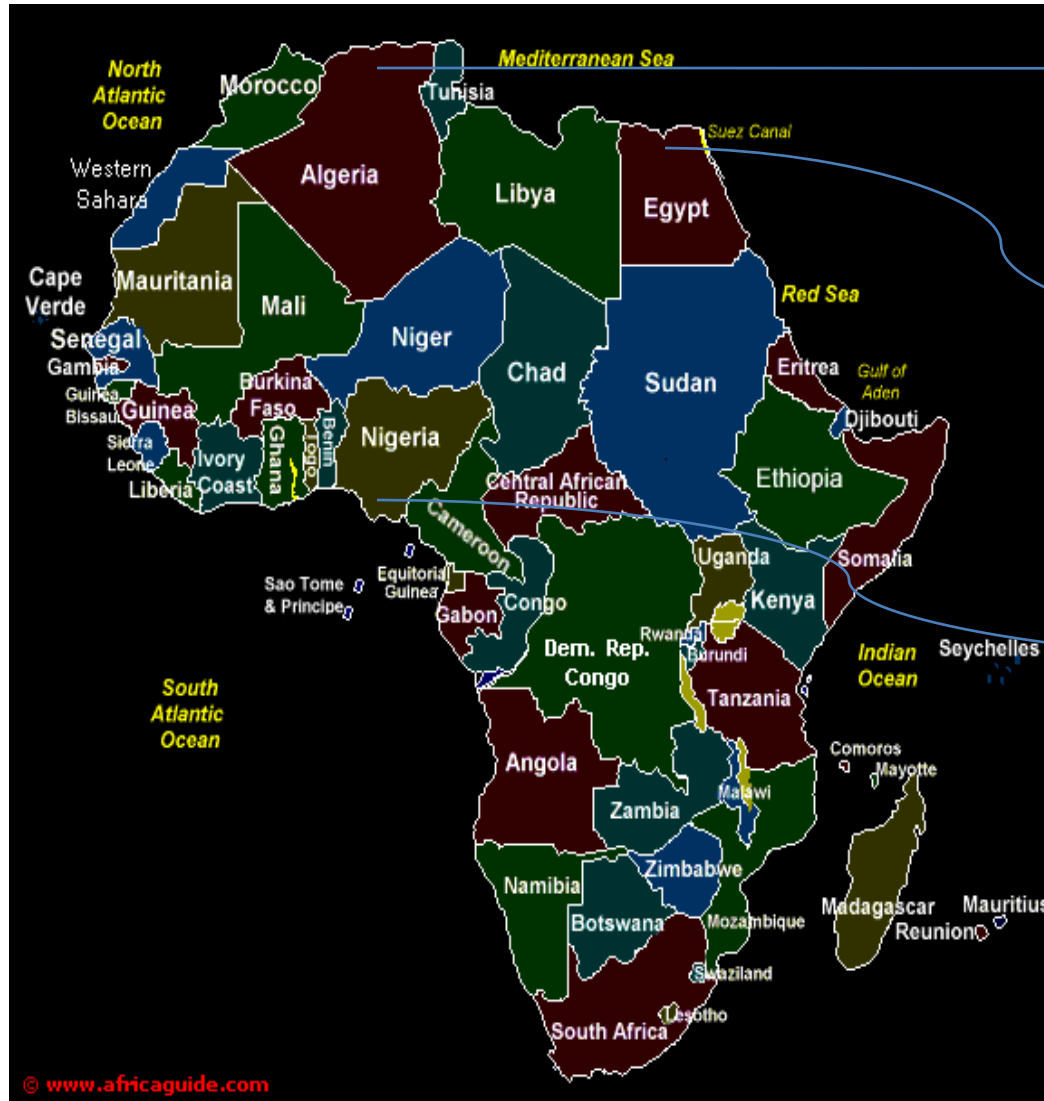 North
Atlantic
Ocean
Mediterranean Sea
Morocco
Tunisia
Suez Canal
Western
Sahara
Algeria
Libya
Egypt
Cape
Verde
Mauritania
Mali
Niger
Chad
Sudan
Red Sea
Senegal
Gambia
Guinea
Bissau
Guinea
Burkina
Faso
Eritrea
Gulf of
Aden
Djibouti
Sierra
Leone
Ivory
Coast
Ghana
Togo
Benin
Nigeria
Liberia
Central African
Republic
Ethiopia
Cameroon
Somalia
Uganda
Kenya
Equitorial
Guinea
Sao Tome
& Principe
Gabon
Congo
Dem. Rep.
Congo
Rwanda
Burundi
Tanzania
Indian
Ocean
Seychelles
South
Atlantic
Ocean
Angola
Zambia
Malawi
Comoros
Mayotte
Namibia
Zimbabwe
Botswana
Mozambique
Madagascar
Mauritius
Reunion
Swaziland
Lesotho
South Africa
© www.africaguide.com